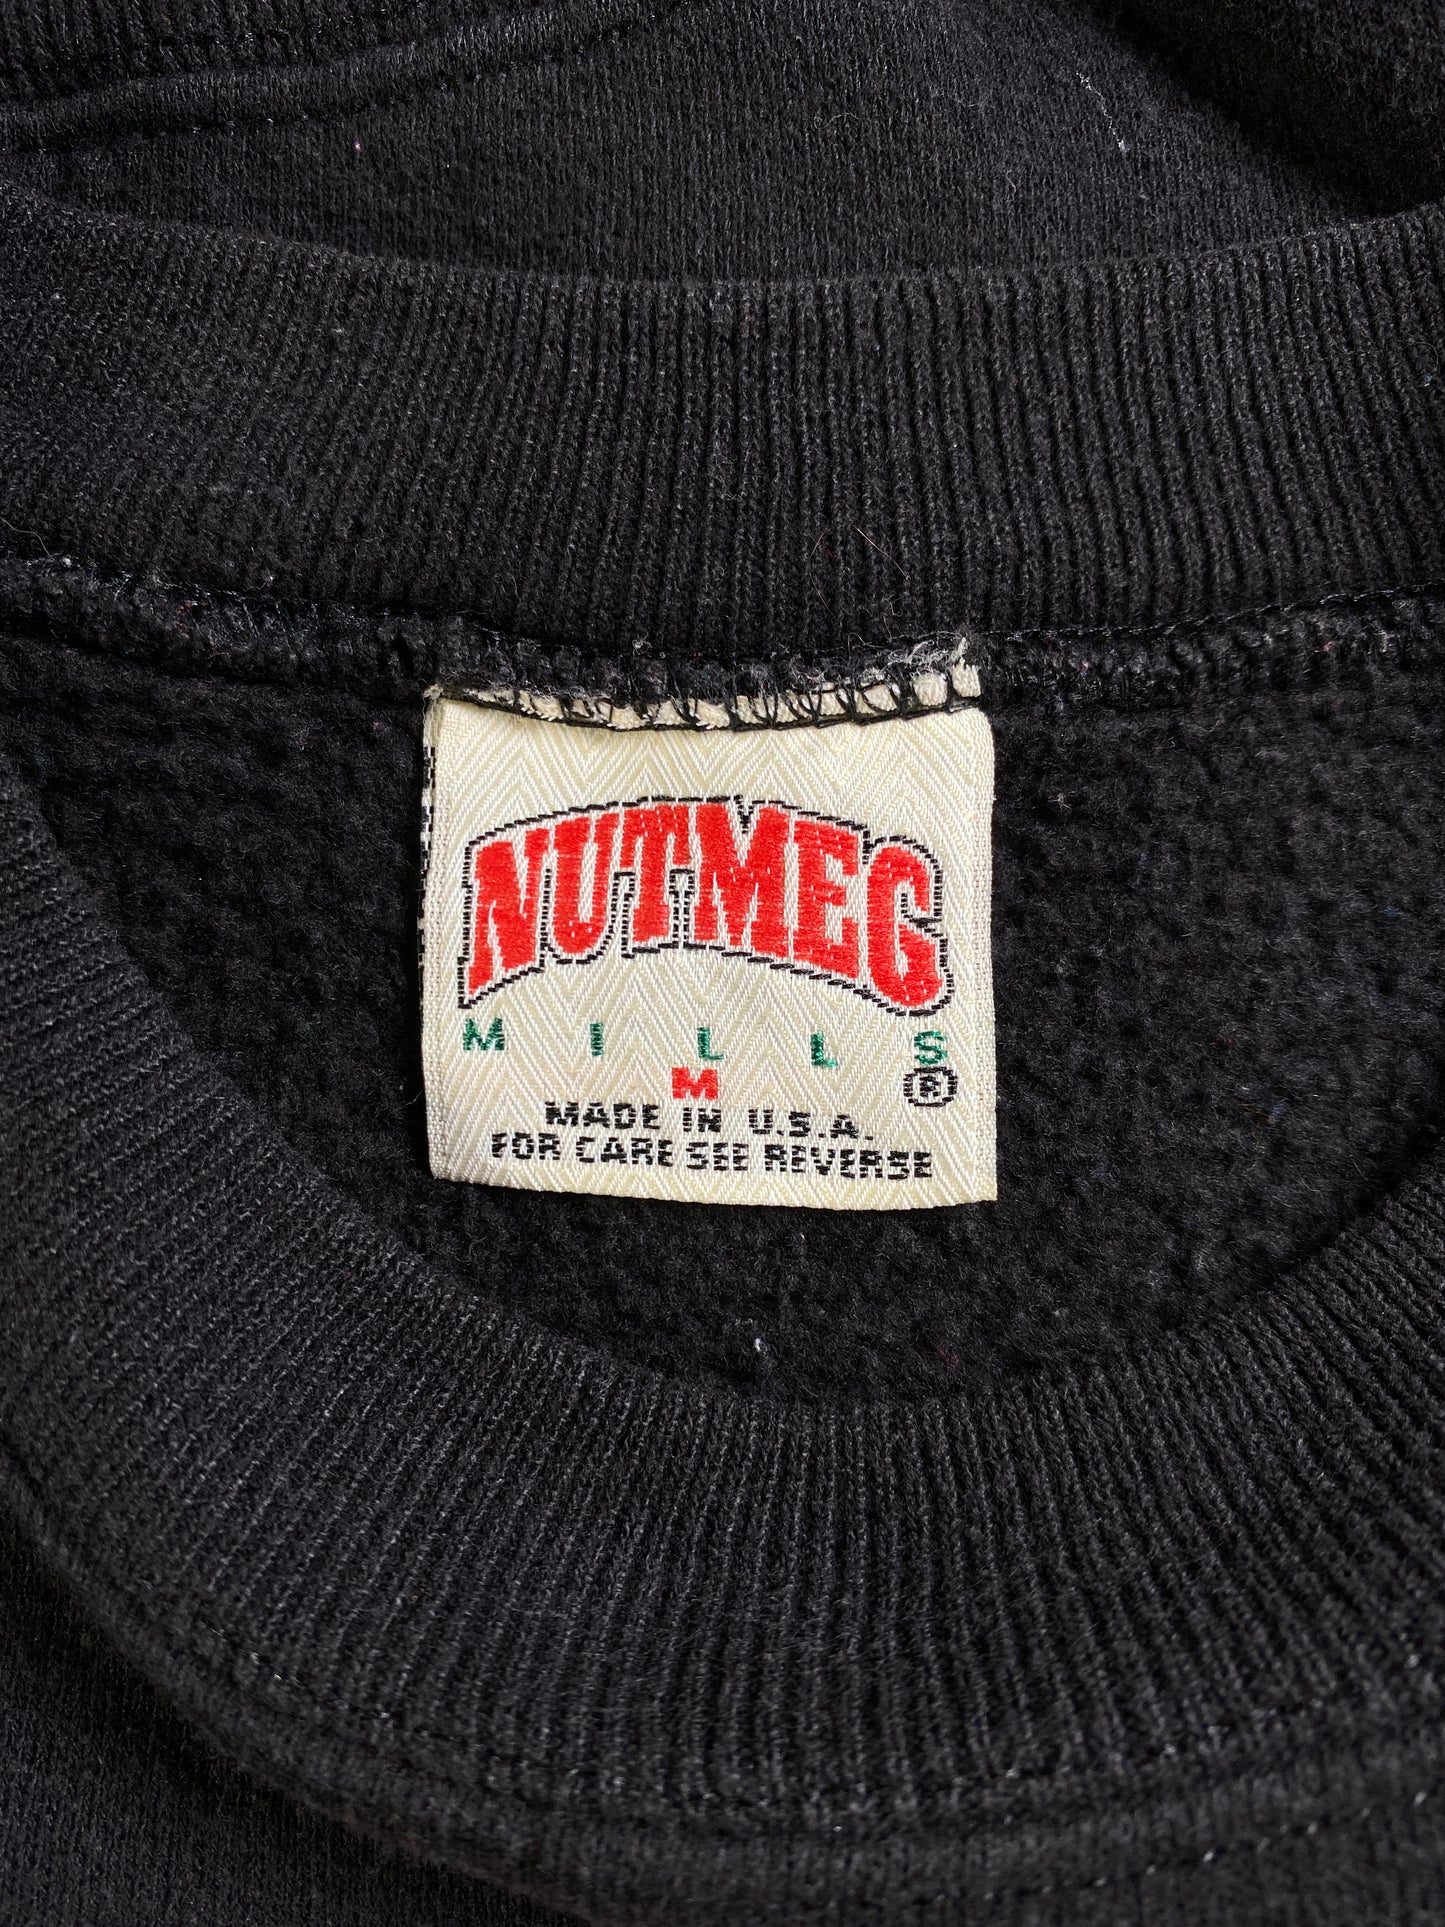 NUTMEG
MILLS
®
M
MADE IN U.S.A.
FOR CARE SEE REVERSE